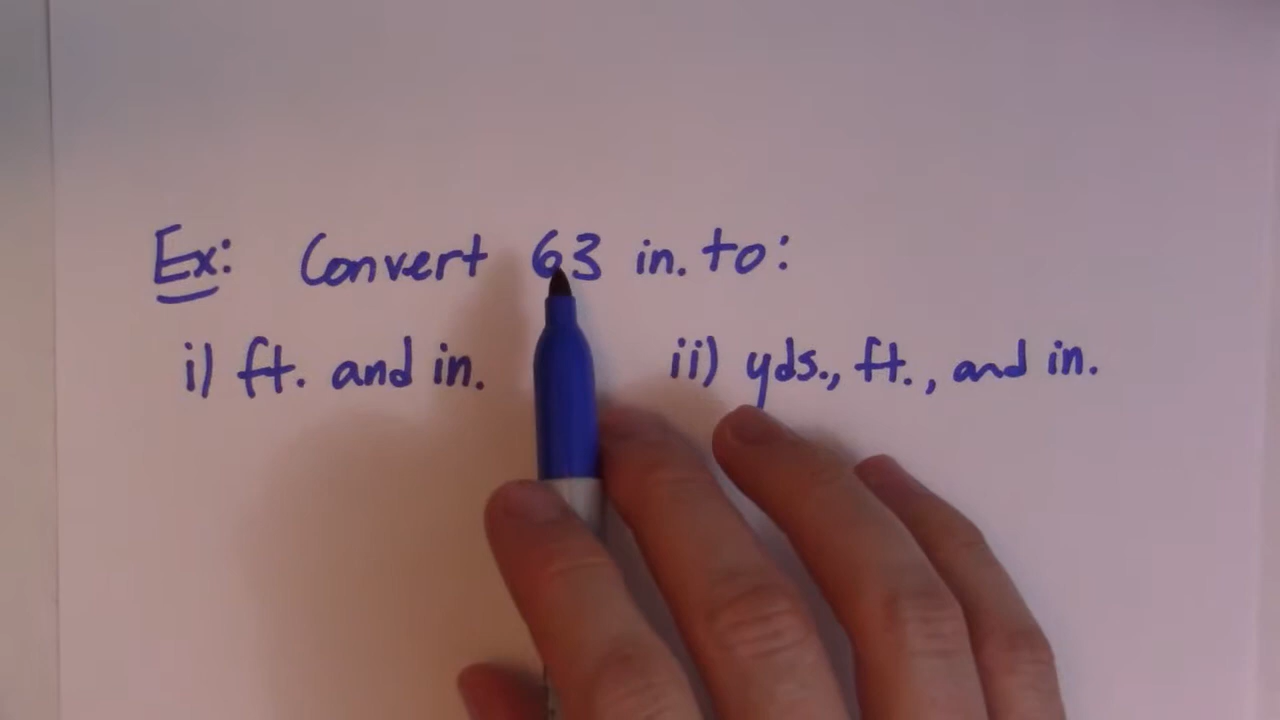 Ex: Convert 63 in. to:
i) ft. and in. ii) yds., ft., and in.